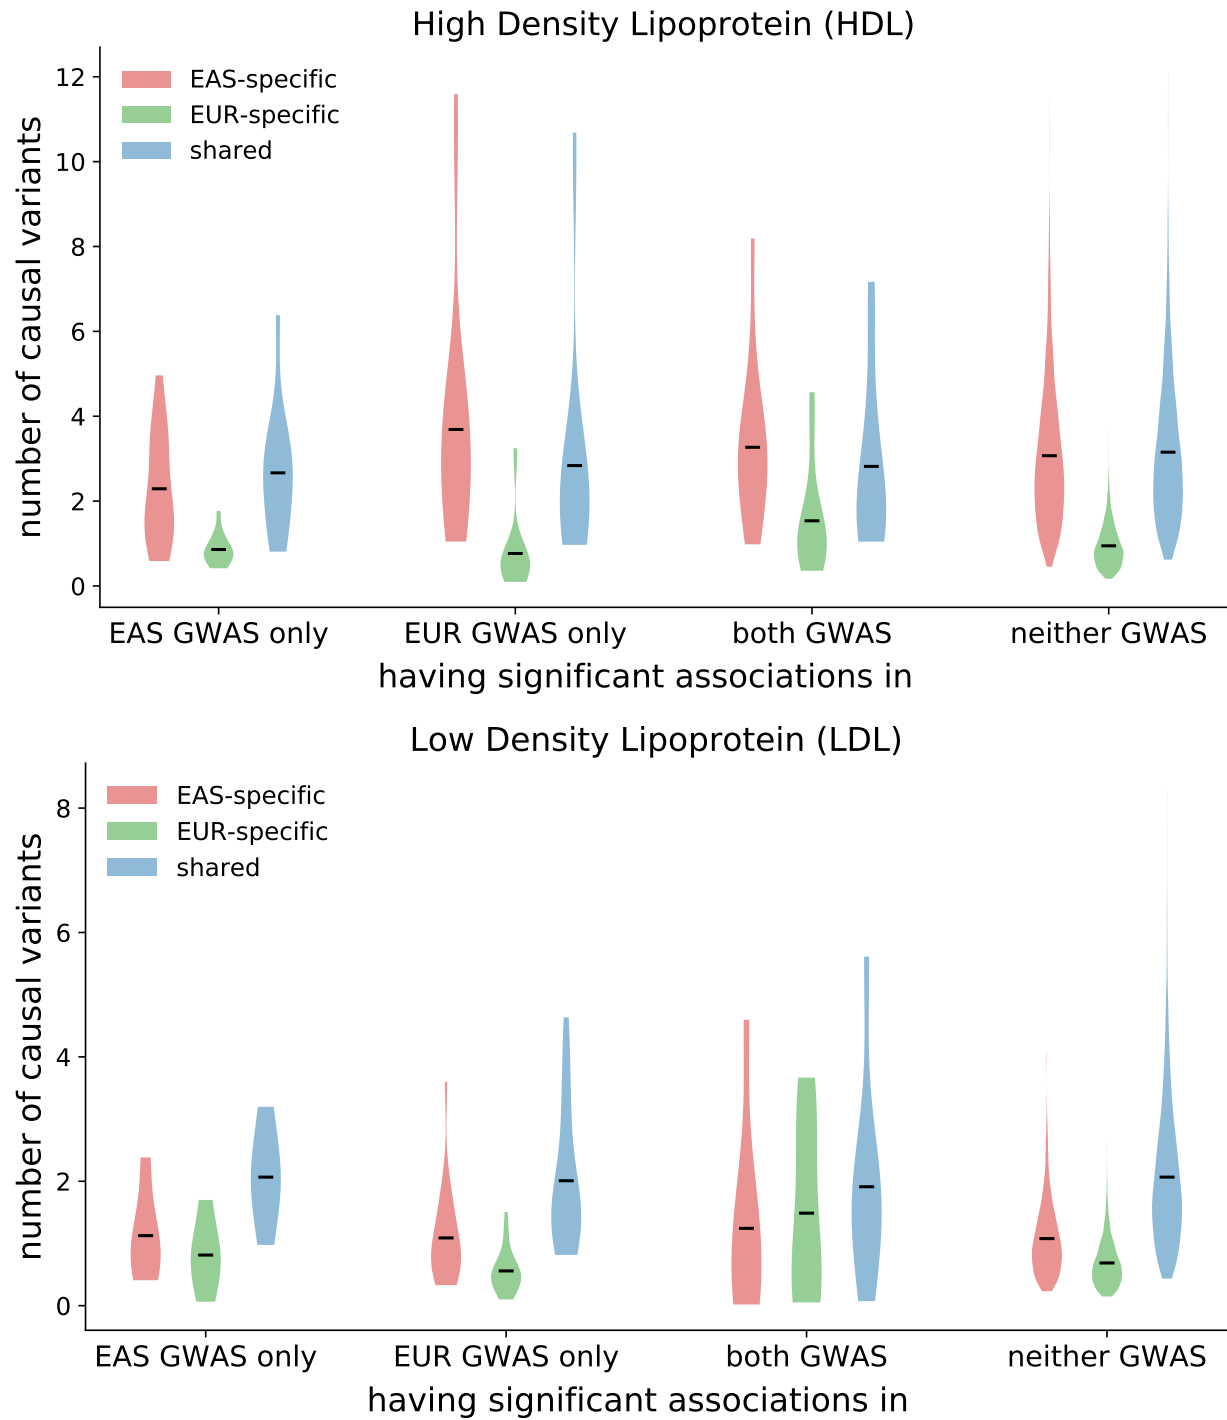 High Density Lipoprotein (HDL)
EAS-specific
EUR-specific
shared
number of causal variants
12
10
8
6
4
2
0
EAS GWAS only
EUR GWAS only
both GWAS
neither GWAS
having significant associations in
Low Density Lipoprotein (LDL)
EAS-specific
EUR-specific
shared
number of causal variants
8
6
4
2
0
EAS GWAS only
EUR GWAS only
both GWAS
neither GWAS
having significant associations in